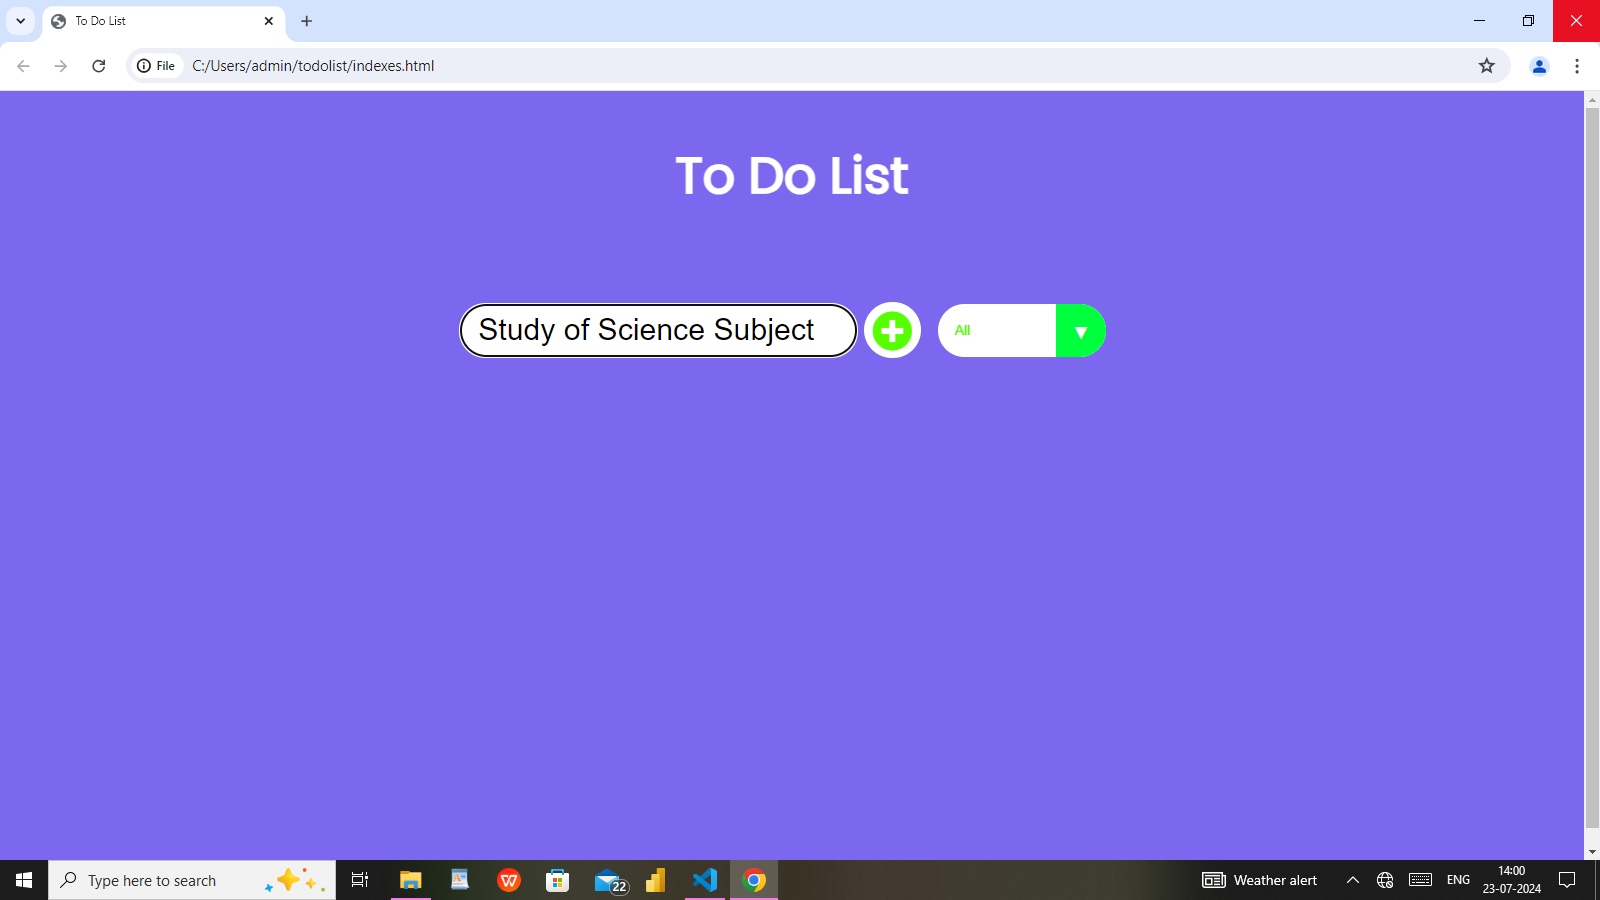 To Do List
File
C:/Users/admin/todolist/indexes.html
To Do List
Study of Science Subject
All
Type here to search
22
Weather alert
ENG
14:00
23-07-2024